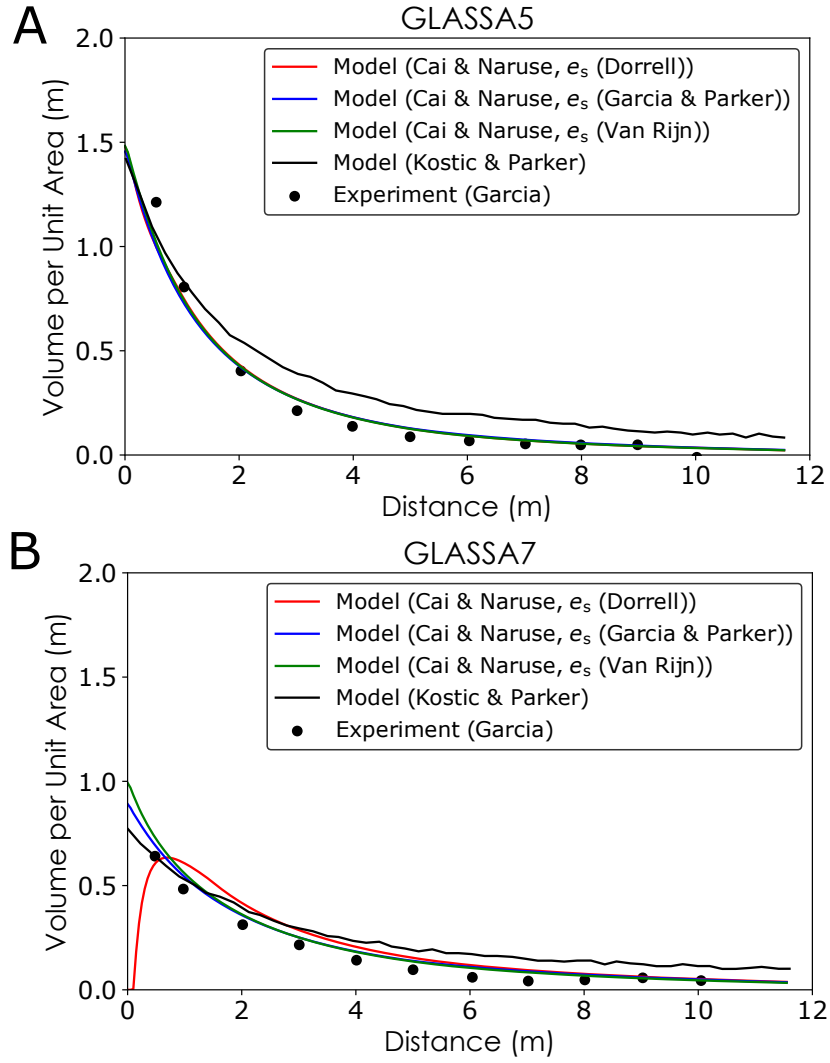 A
GLASSA5
Volume per Unit Area (m)
2.0
1.5
1.0
0.5
0.0
Model (Cai & Naruse, es (Dorrell))
Model (Cai & Naruse, es (Garcia & Parker))
Model (Cai & Naruse, es (Van Rijn))
Model (Kostic & Parker)
Experiment (Garcia)
0 2 4 6 8 10 12
Distance (m)
B
GLASSA7
Volume per Unit Area (m)
2.0
1.5
1.0
0.5
0.0
Model (Cai & Naruse, es (Dorrell))
Model (Cai & Naruse, es (Garcia & Parker))
Model (Cai & Naruse, es (Van Rijn))
Model (Kostic & Parker)
Experiment (Garcia)
0 2 4 6 8 10 12
Distance (m)